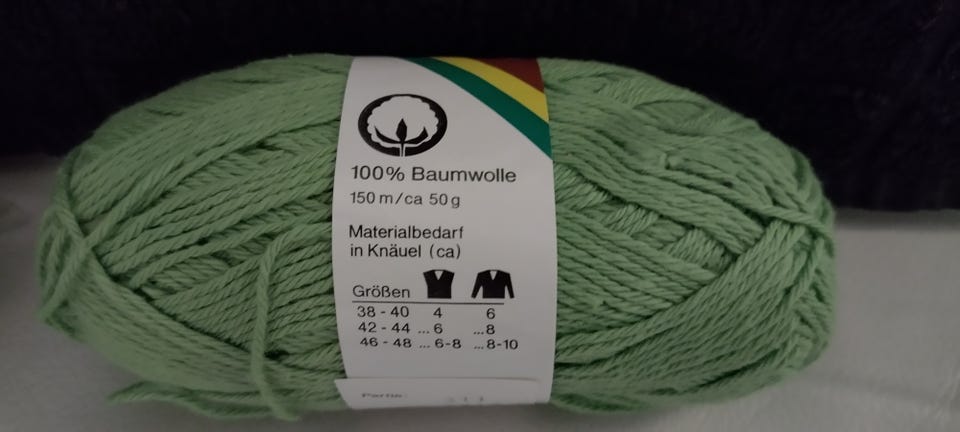 100% Baumwolle
150 m/ca 50 g
Materialbedarf
in Knäuel (ca)
Größen
38 - 40 4 6
42 - 44 ... 6 ... 8
46 - 48 ... 6-8 ... 8-10
Partie